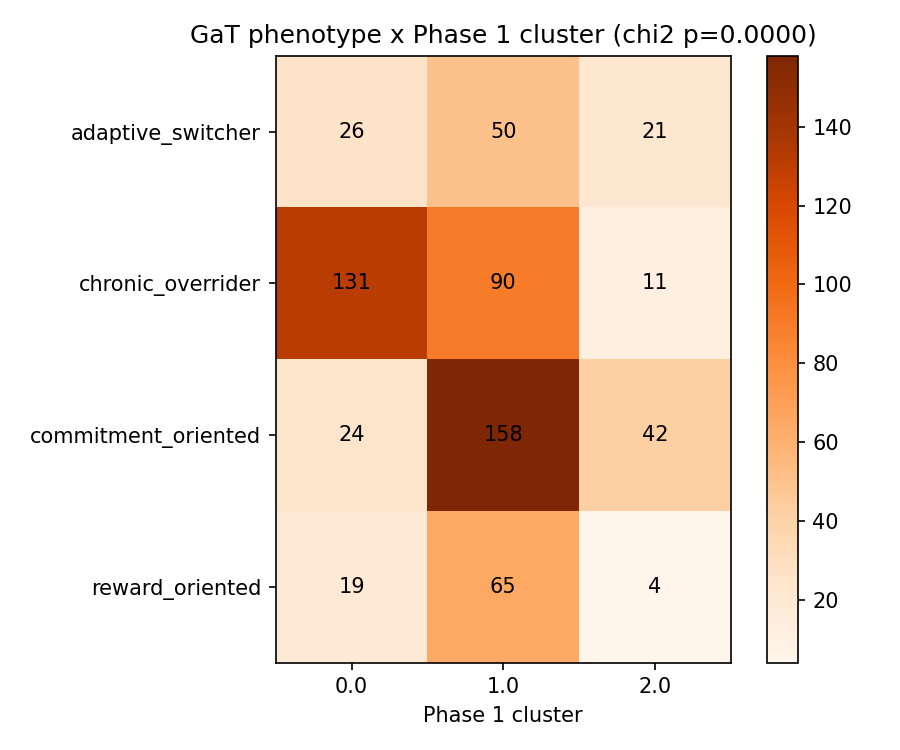 GaT phenotype x Phase 1 cluster (chi2 p=0.0000)
adaptive_switcher 26 50 21
chronic_overrider 131 90 11
commitment_oriented 24 158 42
reward_oriented 19 65 4
0.0 1.0 2.0
Phase 1 cluster
140
120
100
80
60
40
20